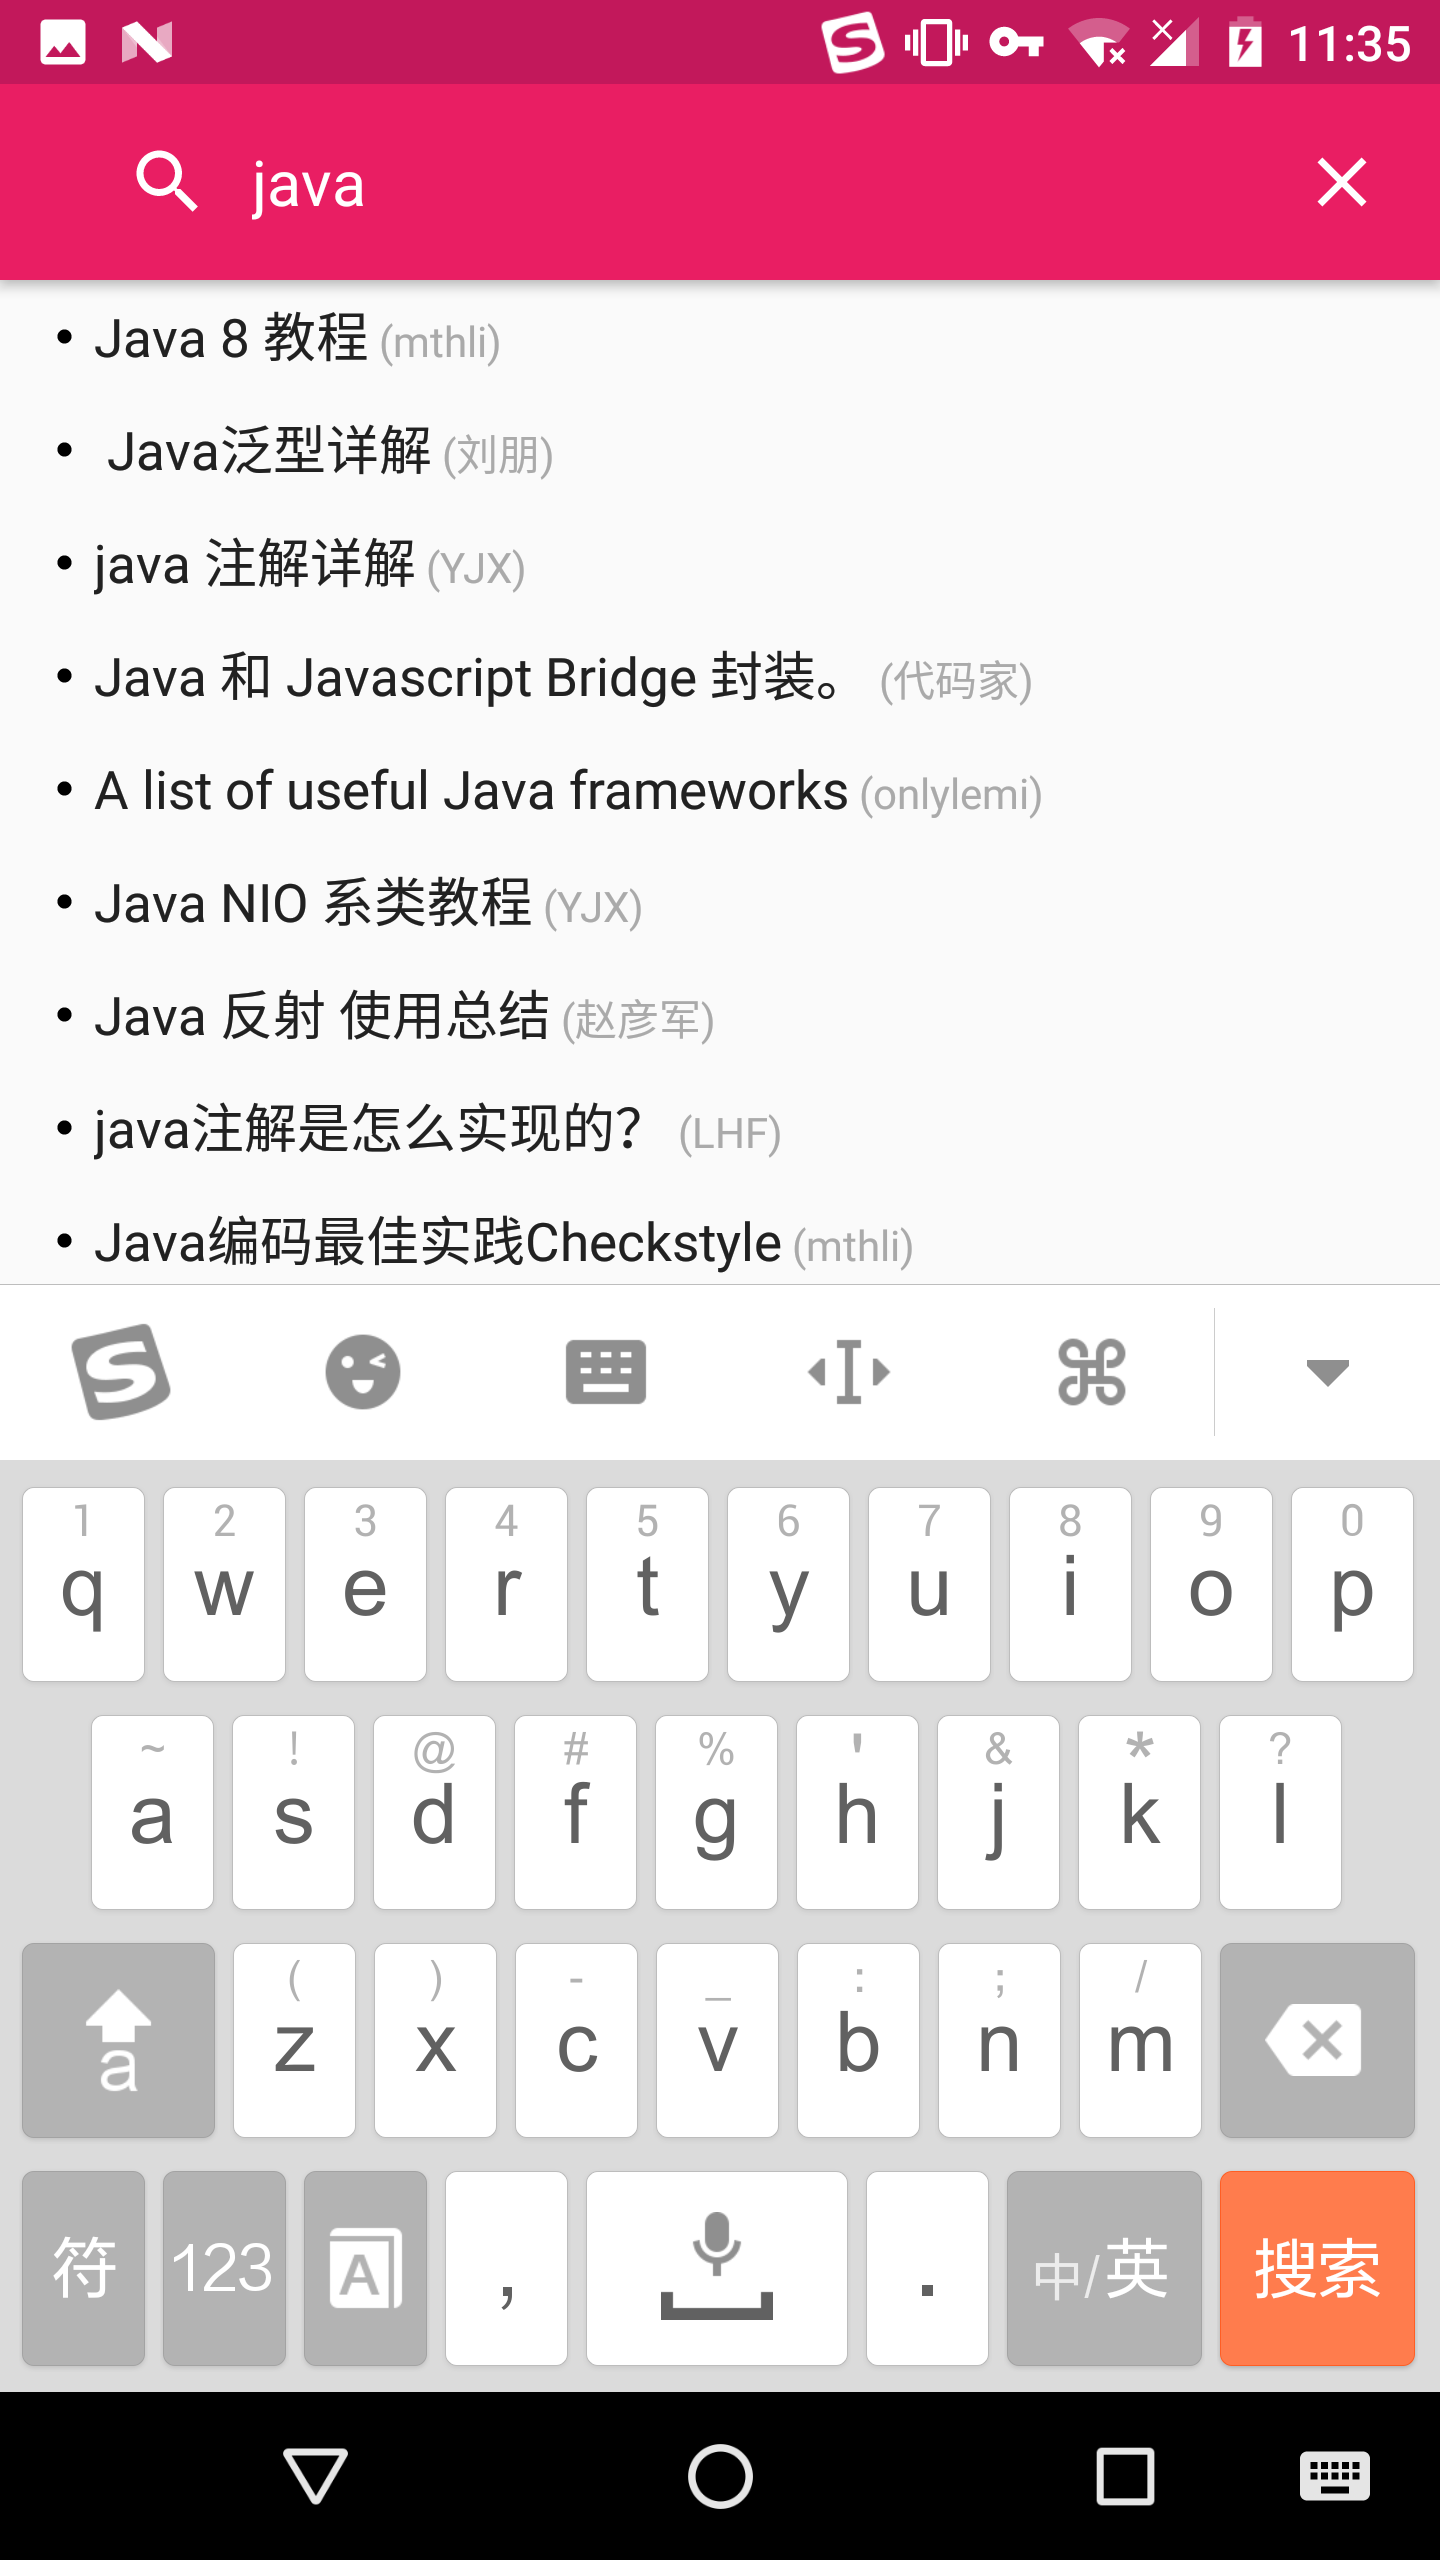 11:35
java
• Java 8 教程 (mthli)
• Java泛型详解 (刘朋)
• java 注解详解 (YJX)
• Java 和 Javascript Bridge 封装。 (代码家)
• A list of useful Java frameworks (onlylemi)
• Java NIO 系类教程 (YJX)
• Java 反射 使用总结 (赵彦军)
• java注解是怎么实现的？ (LHF)
• Java编码最佳实践Checkstyle (mthli)
1 2 3 4 5 6 7 8 9 0
q w e r t y u i o p
~ ! @ # % ' & * ?
a s d f g h j k l
( ) - _ : ; /
a z x c v b n m
符 123 A , . 中/英 搜索